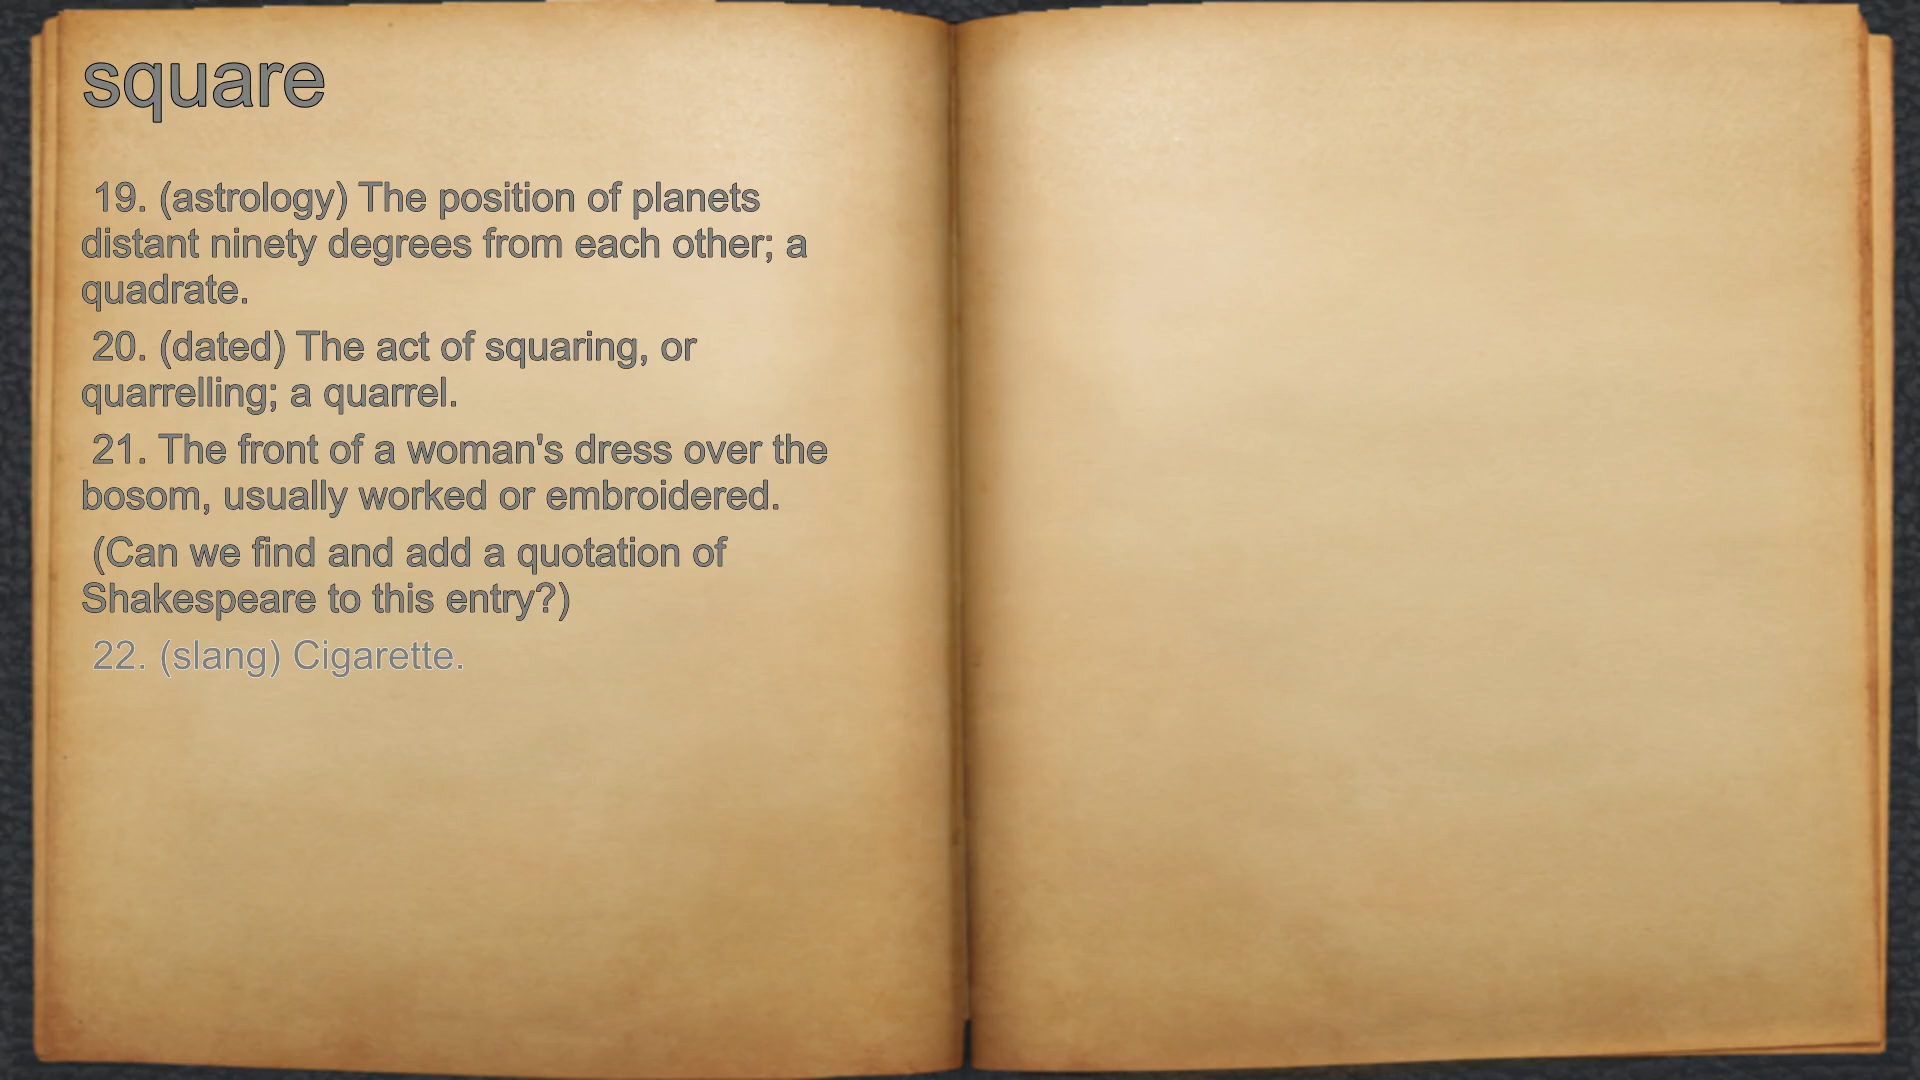 square
19. (astrology) The position of planets
distant ninety degrees from each other; a
quadrate.
20. (dated) The act of squaring, or
quarrelling; a quarrel.
21. The front of a woman's dress over the
bosom, usually worked or embroidered.
(Can we find and add a quotation of
Shakespeare to this entry?)
22. (slang) Cigarette.